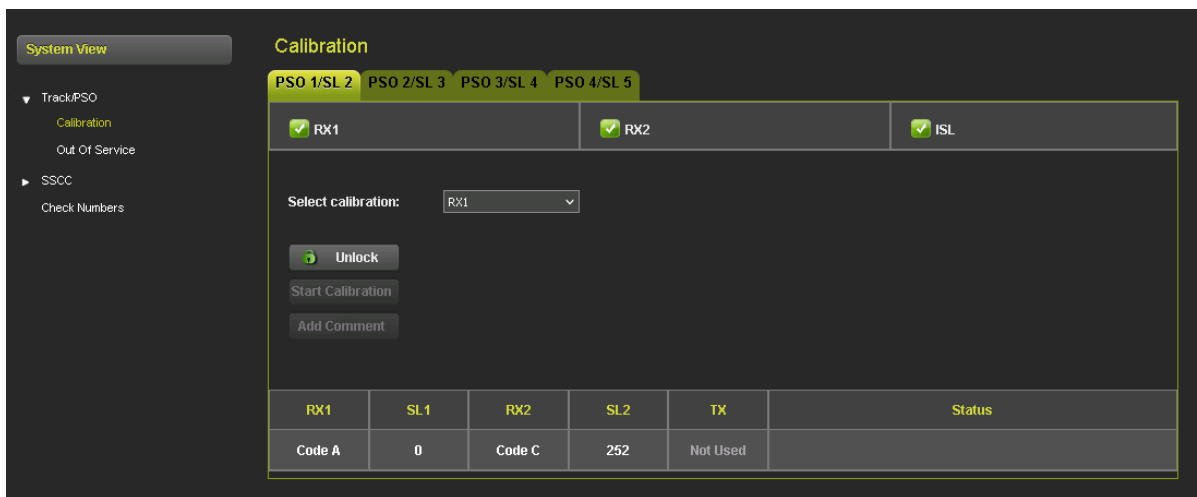 System View
Calibration
PSO 1/SL 2 PSO 2/SL 3 PSO 3/SL 4 PSO 4/SL 5
Track/PSO
Calibration
Out Of Service
SSCC
Check Numbers
RX1 RX2 ISL
Select calibration: RX1
Unlock
Start Calibration
Add Comment
RX1 SL1 RX2 SL2 TX Status
Code A 0 Code C 252 Not Used